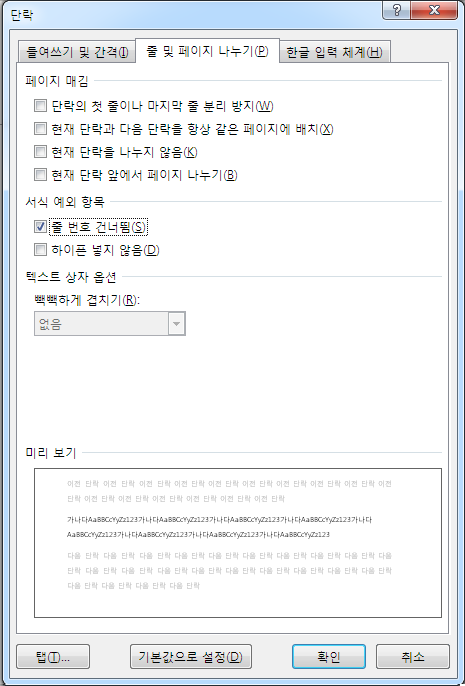 단락
들여쓰기 및 간격(I) 줄 및 페이지 나누기(P) 한글 입력 체계(H)
페이지 매김
단락의 첫 줄이나 마지막 줄 분리 방지(W)
현재 단락과 다음 단락을 항상 같은 페이지에 배치(X)
현재 단락을 나누지 않음(K)
현재 단락 앞에서 페이지 나누기(B)
서식 예외 항목
줄 번호 건너뜀(S)
하이픈 넣지 않음(D)
텍스트 상자 옵션
빽빽하게 겹치기(R):
없음
미리 보기
이전 단락 이전 단락 이전 단락 이전 단락 이전 단락 이전 단락 이전 단락 이전 단락 이전 단락 이전
단락 이전 단락 이전 단락 이전 단락 이전 단락 이전 단락 이전 단락
가나다AaBBCcYyZz123가나다AaBBCcYyZz123가나다AaBBCcYyZz123가나다AaBBCcYyZz123가나다
AaBBCcYyZz123가나다AaBBCcYyZz123가나다AaBBCcYyZz123가나다AaBBCcYyZz123
다음 단락 다음 단락 다음 단락 다음 단락 다음 단락 다음 단락 다음 단락 다음 단락 다음 단락 다음
단락 다음 단락 다음 단락 다음 단락 다음 단락 다음 단락 다음 단락 다음 단락 다음 단락 다음 단락
다음 단락 다음 단락 다음 단락 다음 단락
탭(T)... 기본값으로 설정(D) 확인 취소